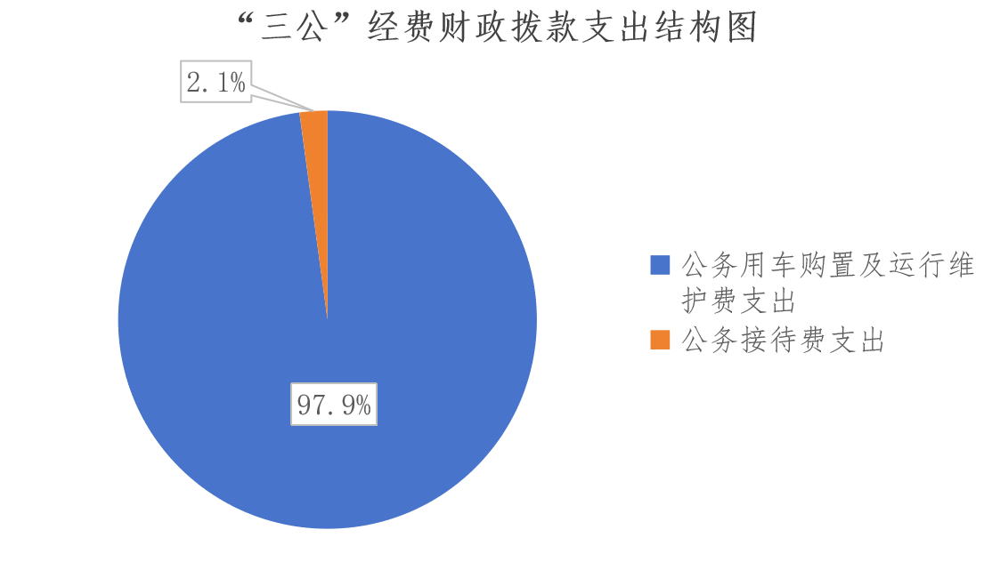 “三公”经费财政拨款支出结构图
2.1%
97.9%
公务用车购置及运行维
护费支出
公务接待费支出